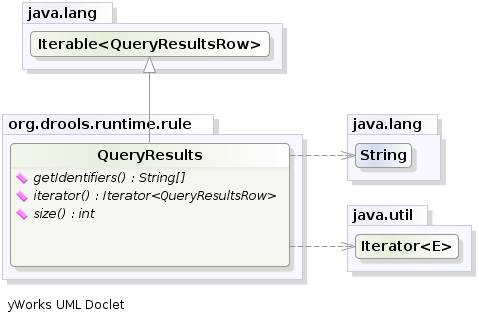 java.lang
Iterable<QueryResultsRow>
org.drools.runtime.rule
QueryResults
getIdentifiers() : String[]
iterator() : Iterator<QueryResultsRow>
size() : int
java.lang
String
java.util
Iterator<E>
yWorks UML Doclet